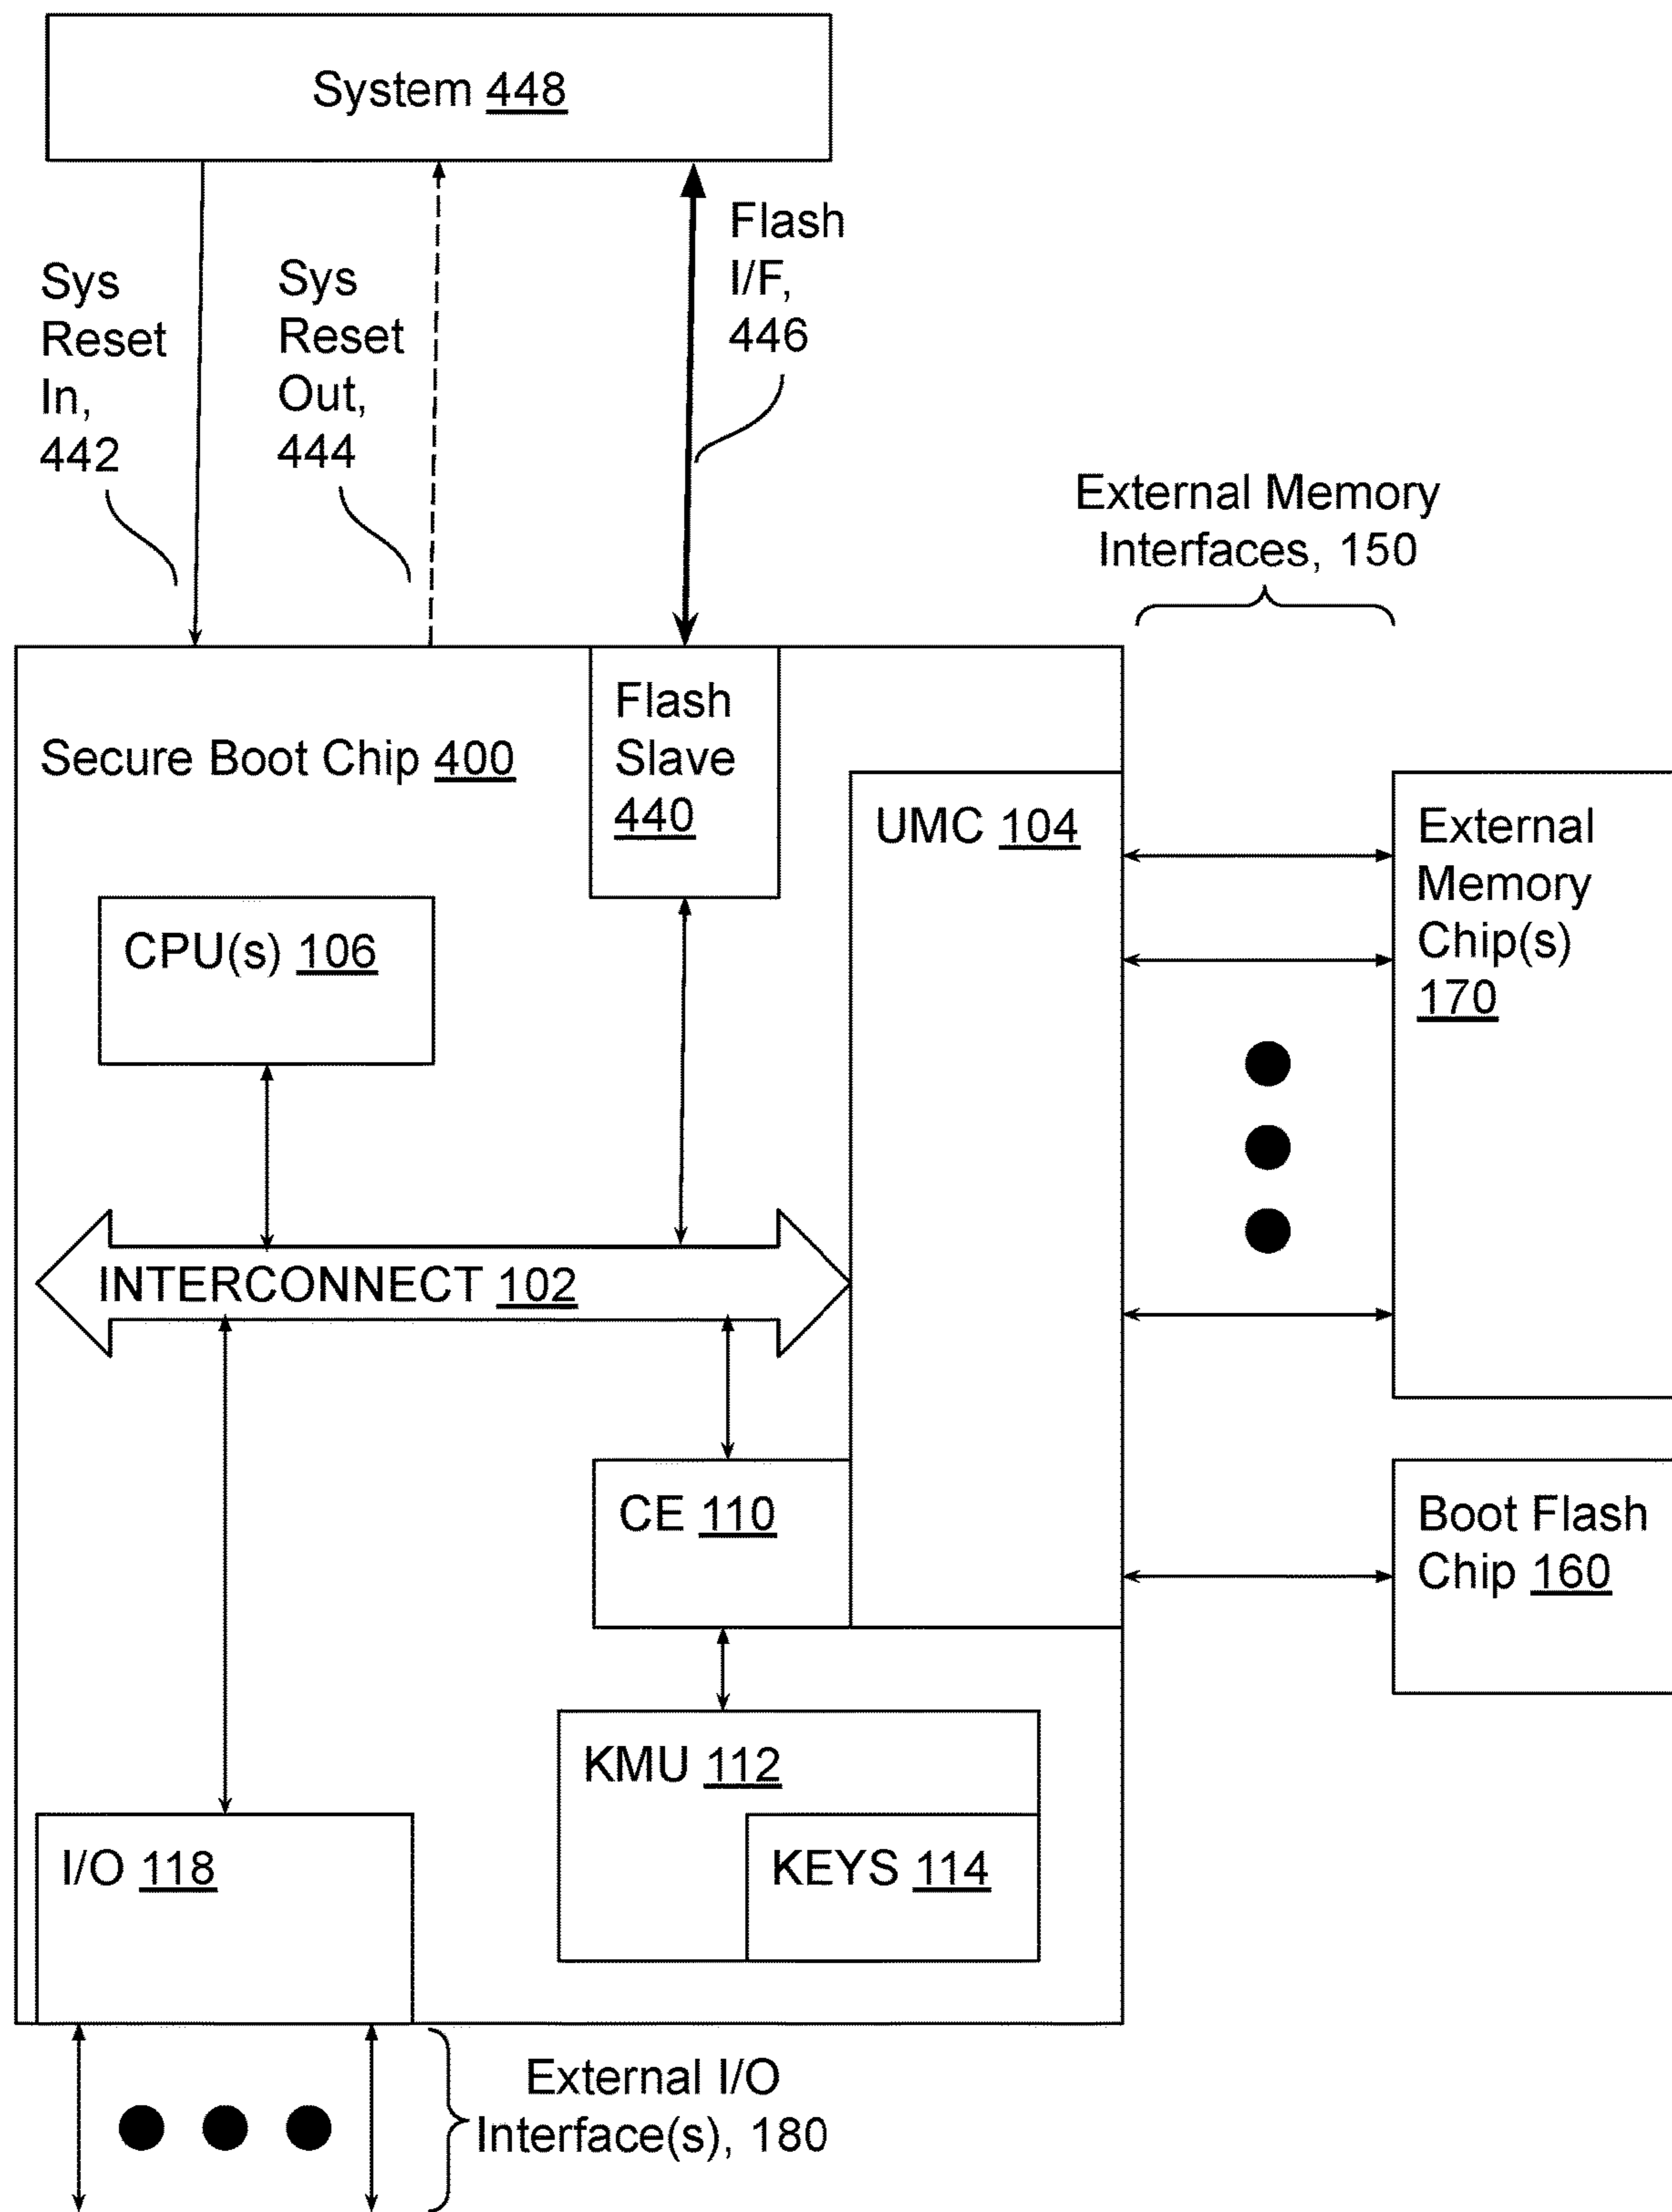 System 448
Sys
Reset
In,
442
Sys
Reset
Out,
444
Flash
I/F,
446
External Memory
Interfaces, 150
Secure Boot Chip 400
Flash
Slave
440
UMC 104
External
Memory
Chip(s)
170
CPU(s) 106
INTERCONNECT 102
CE 110
Boot Flash
Chip 160
KMU 112
KEYS 114
I/O 118
External I/O
Interface(s), 180